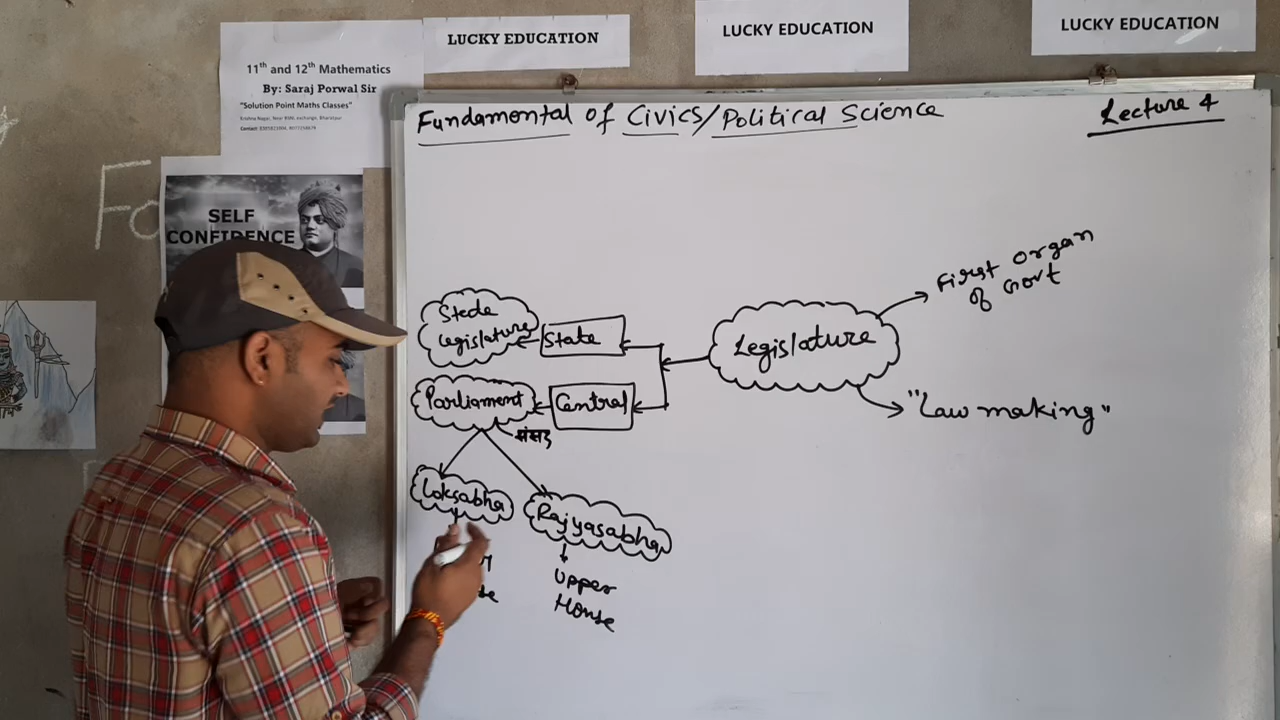 LUCKY EDUCATION
LUCKY EDUCATION
LUCKY EDUCATION
11th and 12th Mathematics
By: Saraj Porwal Sir
"Solution Point Maths Classes"
SELF
CONFIDENCE
Fo
Fundamental of Civics/Political Science
Lecture 4
First organ
of Govt
Legislature
"Law making"
State
State
Legislature
Central
Parliament
संसद
Loksabha
Rajyasabha
Upper
House